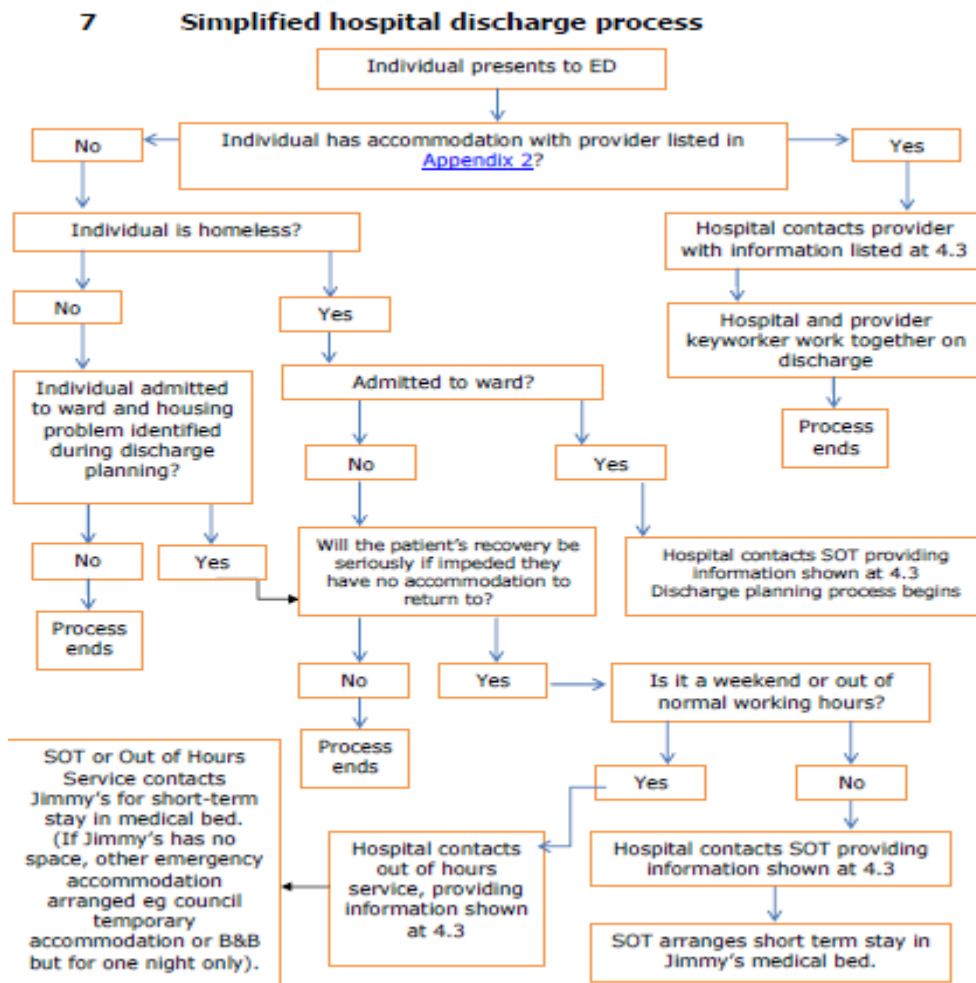 7 Simplified hospital discharge process
Individual presents to ED
No
Individual has accommodation with provider listed in
Appendix 2?
Yes
Individual is homeless?
Hospital contacts provider
with information listed at 4.3
No
Yes
Hospital and provider
keyworker work together on
discharge
Individual admitted
to ward and housing
problem identified
during discharge
planning?
Admitted to ward?
Process
ends
No
Yes
No
Yes
Will the patient's recovery be
seriously if impeded they
have no accommodation to
return to?
Hospital contacts SOT providing
information shown at 4.3
Discharge planning process begins
Process
ends
No
Yes
Is it a weekend or out of
normal working hours?
Process
ends
Yes
No
SOT or Out of Hours
Service contacts
Jimmy's for short-term
stay in medical bed.
(If Jimmy's has no
space, other emergency
accommodation
arranged eg council
temporary
accommodation or B&B
but for one night only).
Hospital contacts
out of hours
service, providing
information shown
at 4.3
Hospital contacts SOT providing
information shown at 4.3
SOT arranges short term stay in
Jimmy's medical bed.